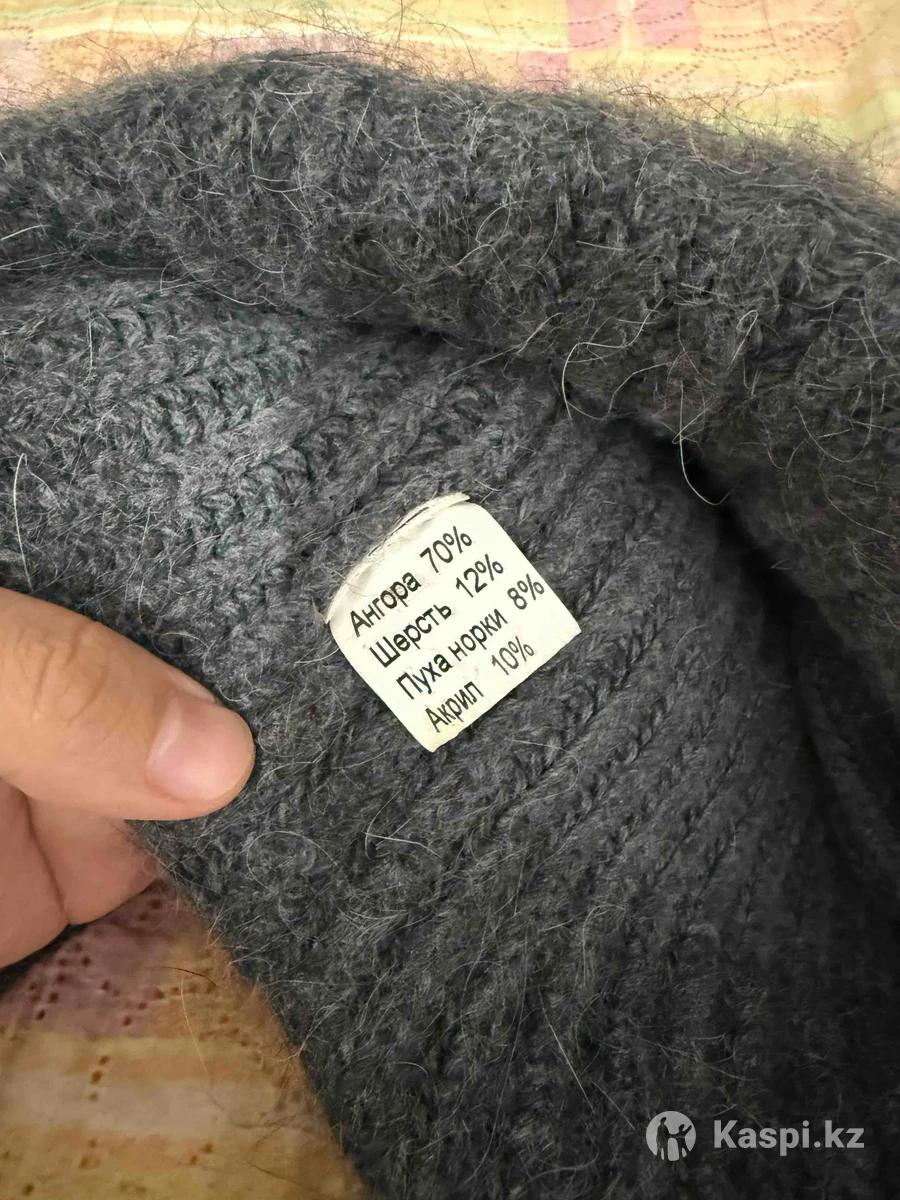 Ангора 70%
Шерсть 12%
Пуха норки 8%
Акрил 10%
Kaspi.kz